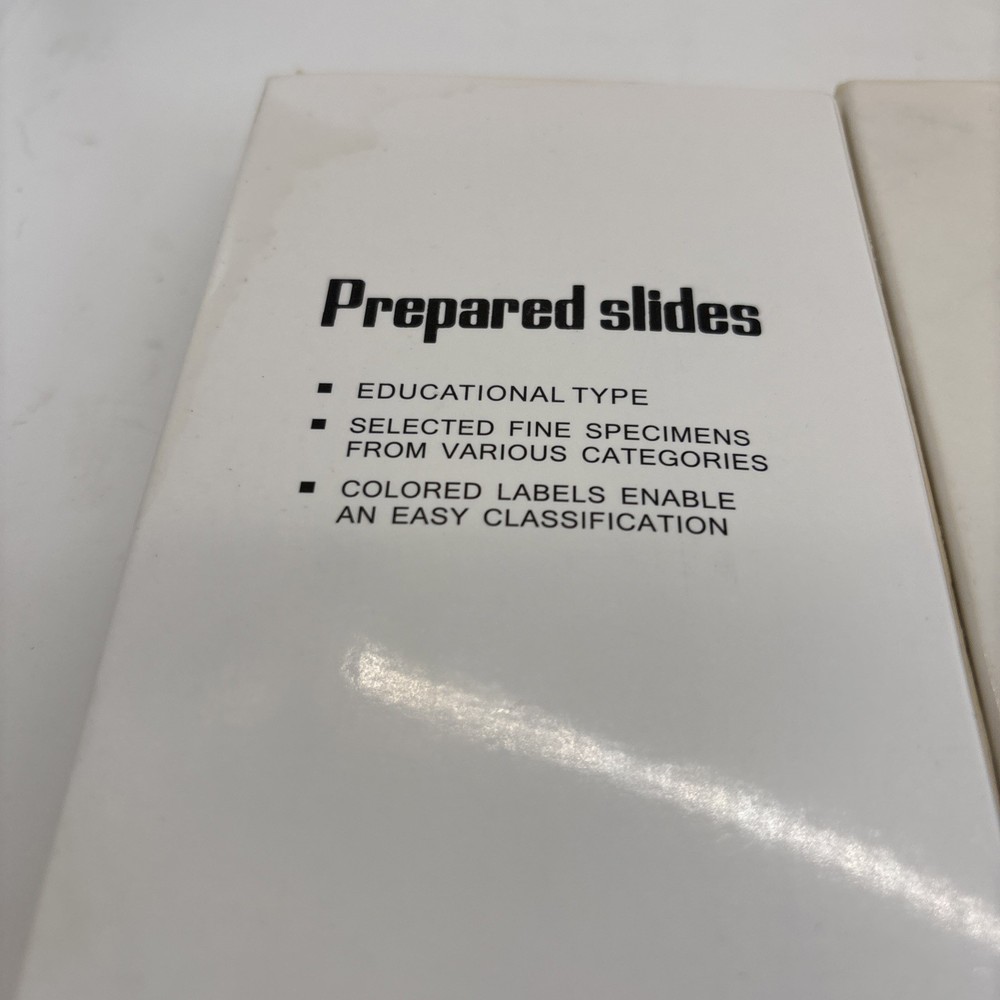 Prepared slides
▪ EDUCATIONAL TYPE
▪ SELECTED FINE SPECIMENS
FROM VARIOUS CATEGORIES
▪ COLORED LABELS ENABLE
AN EASY CLASSIFICATION